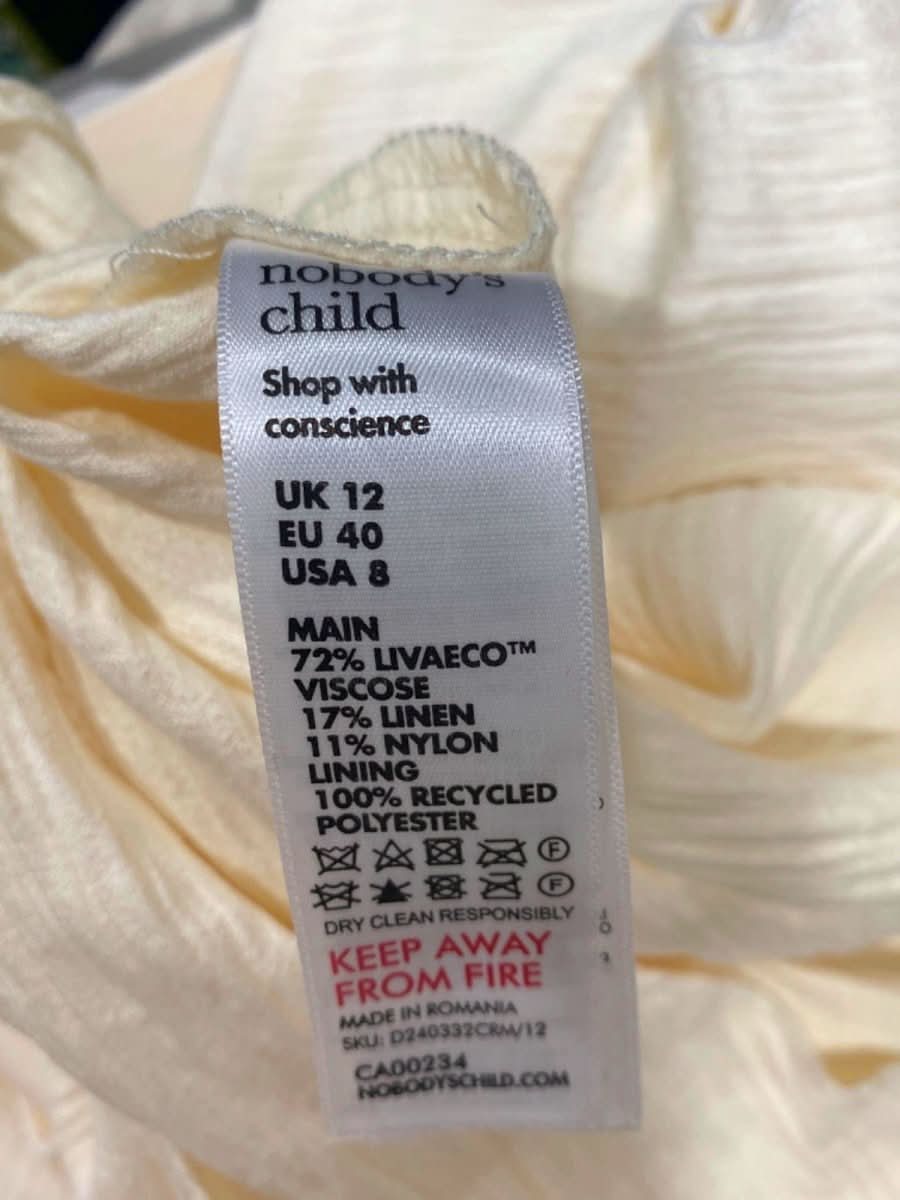 nobody's
child
Shop with
conscience
UK 12
EU 40
USA 8
MAIN
72% LIVAECO™
VISCOSE
17% LINEN
11% NYLON
LINING
100% RECYCLED
POLYESTER
F
F
DRY CLEAN RESPONSIBLY
KEEP AWAY
FROM FIRE
MADE IN ROMANIA
SKU: D240332CRM/12
CA00234
NOBODYSCHILD.COM